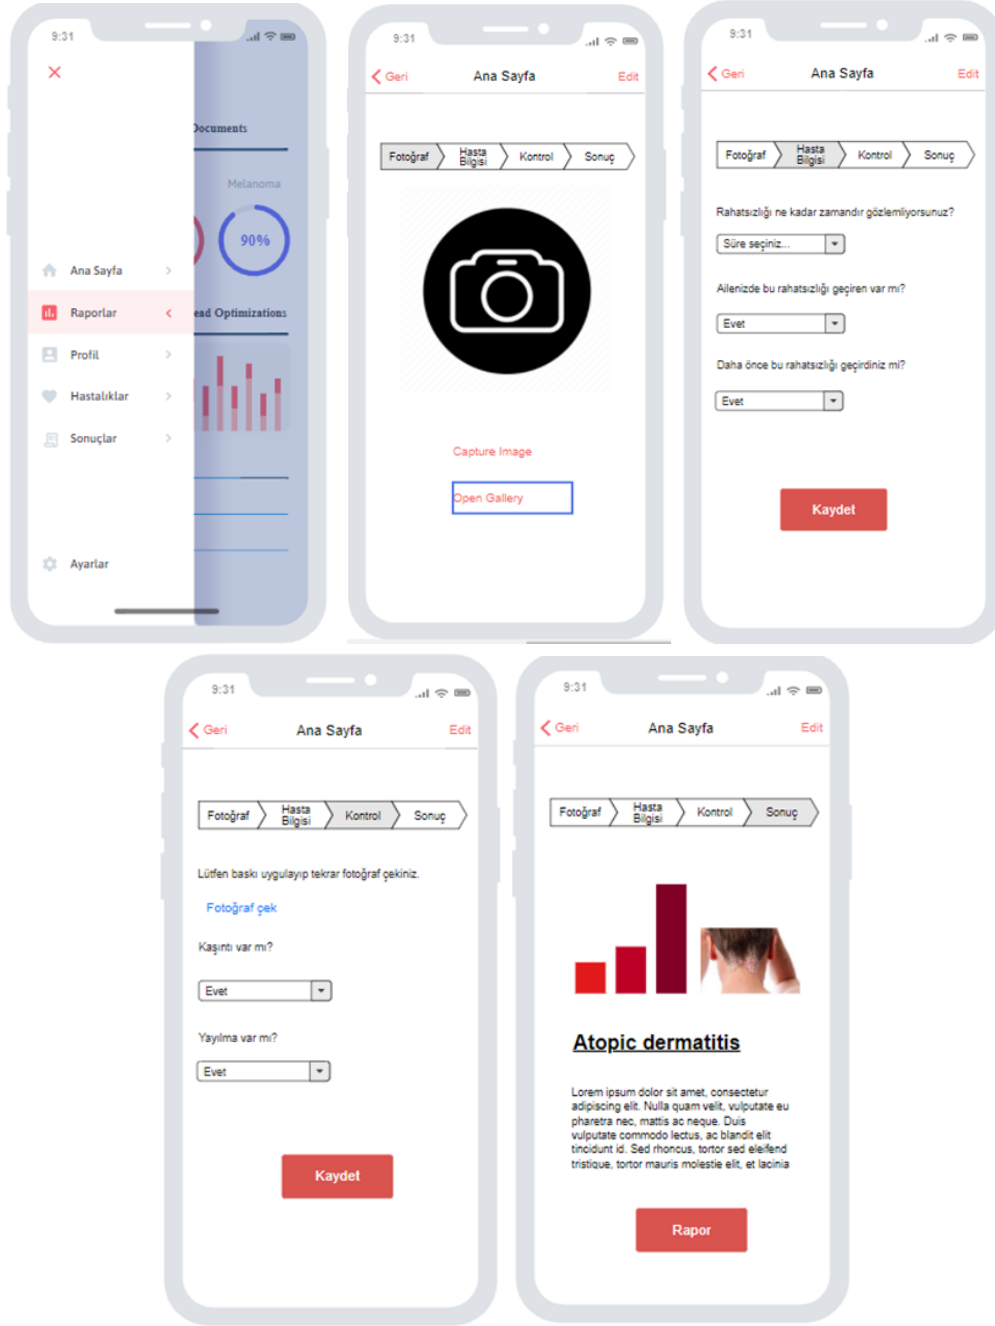 9:31
Documents
Melanoma
90%
Ana Sayfa
Raporlar
ead Optimizations
Profil
Hastalıklar
Sonuçlar
Ayarlar
9:31
Geri
Ana Sayfa
Edit
Fotoğraf
Hasta
Bilgisi
Kontrol
Sonuç
Capture Image
Open Gallery
9:31
Geri
Ana Sayfa
Edit
Fotoğraf
Hasta
Bilgisi
Kontrol
Sonuç
Rahatsızlığı ne kadar zamandır gözlemliyorsunuz?
Süre seçiniz...
Ailenizde bu rahatsızlığı geçiren var mı?
Evet
Daha önce bu rahatsızlığı geçirdiniz mi?
Evet
Kaydet
9:31
Geri
Ana Sayfa
Edit
Fotoğraf
Hasta
Bilgisi
Kontrol
Sonuç
Lütfen baskı uygulayıp tekrar fotoğraf çekiniz.
Fotoğraf çek
Kaşıntı var mı?
Evet
Yayılma var mı?
Evet
Kaydet
9:31
Geri
Ana Sayfa
Edit
Fotoğraf
Hasta
Bilgisi
Kontrol
Sonuç
Atopic dermatitis
Lorem ipsum dolor sit amet, consectetur
adipiscing elit. Nulla quam velit, vulputate eu
pharetra nec, mattis ac neque. Duis
vulputate commodo lectus, ac blandit elit
tincidunt id. Sed rhoncus, tortor sed eleifend
tristique, tortor mauris molestie elit, et lacinia
Rapor